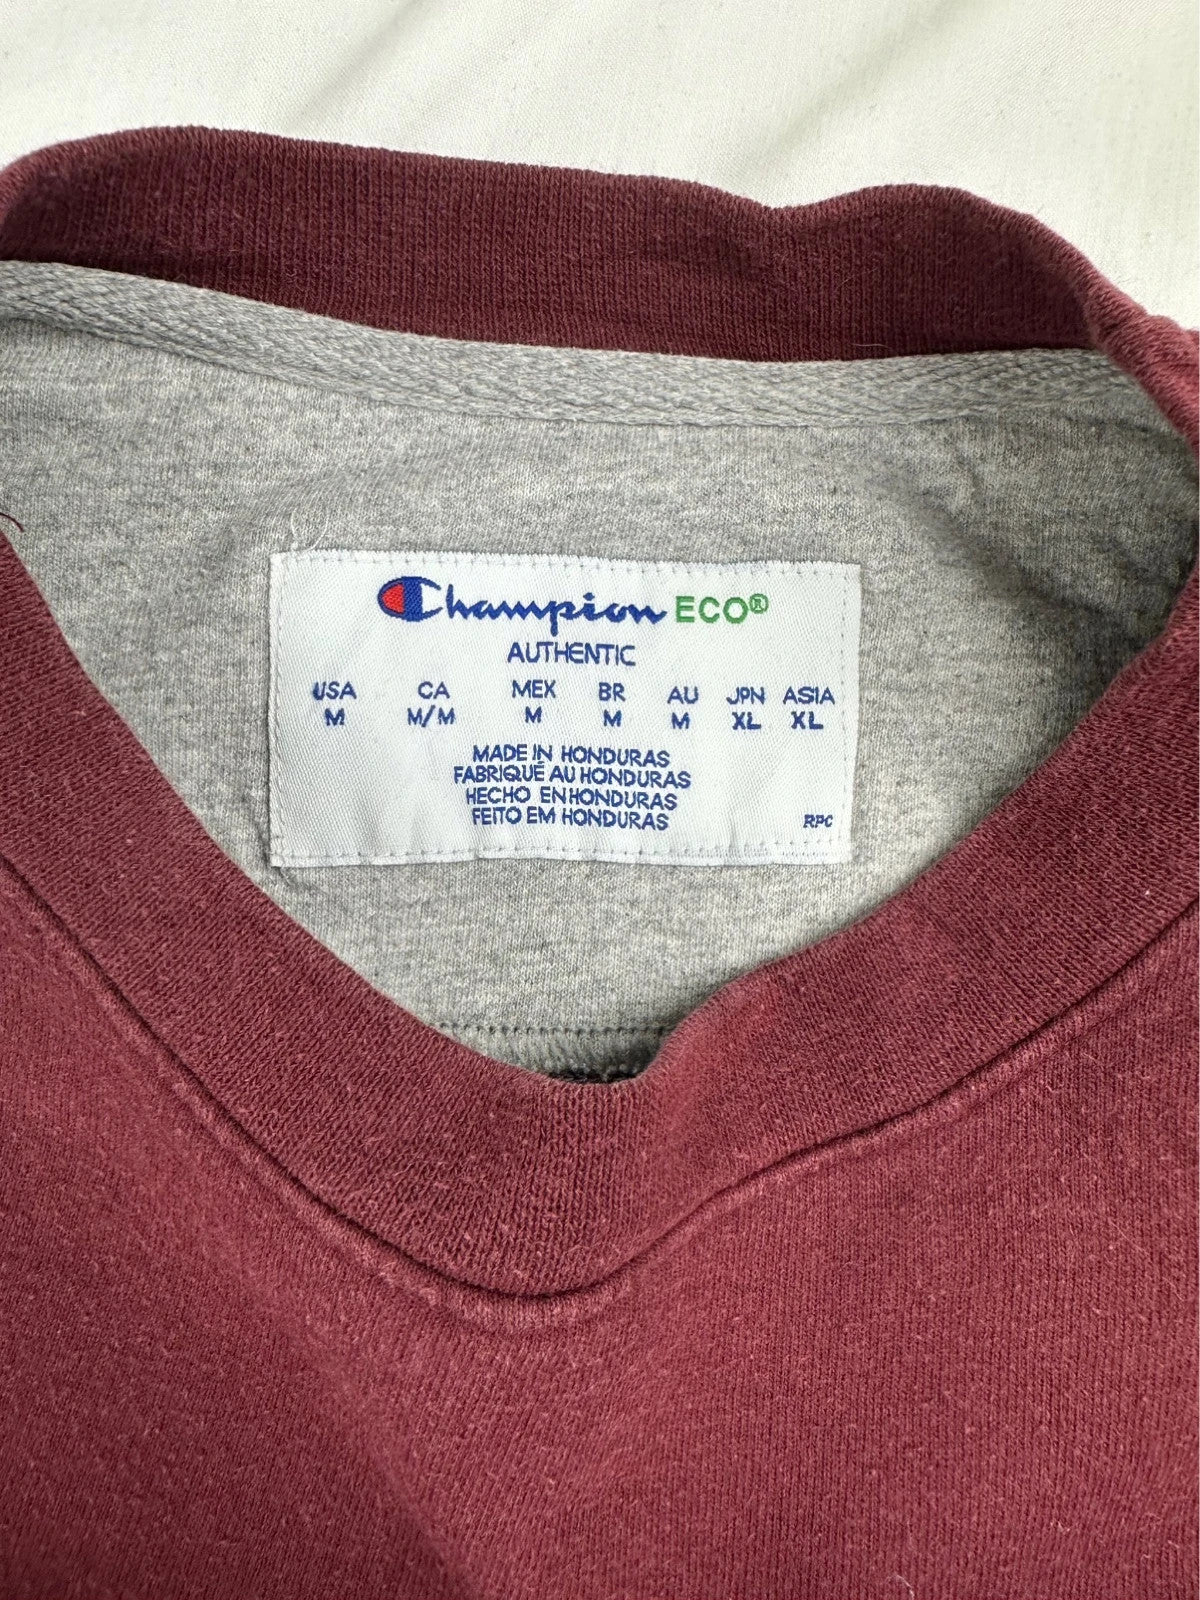 Champion ECO®
AUTHENTIC
USA CA MEX BR AU JPN ASIA
M M/M M M M XL XL
MADE IN HONDURAS
FABRIQUÉ AU HONDURAS
HECHO EN HONDURAS
FEITO EM HONDURAS
RPC